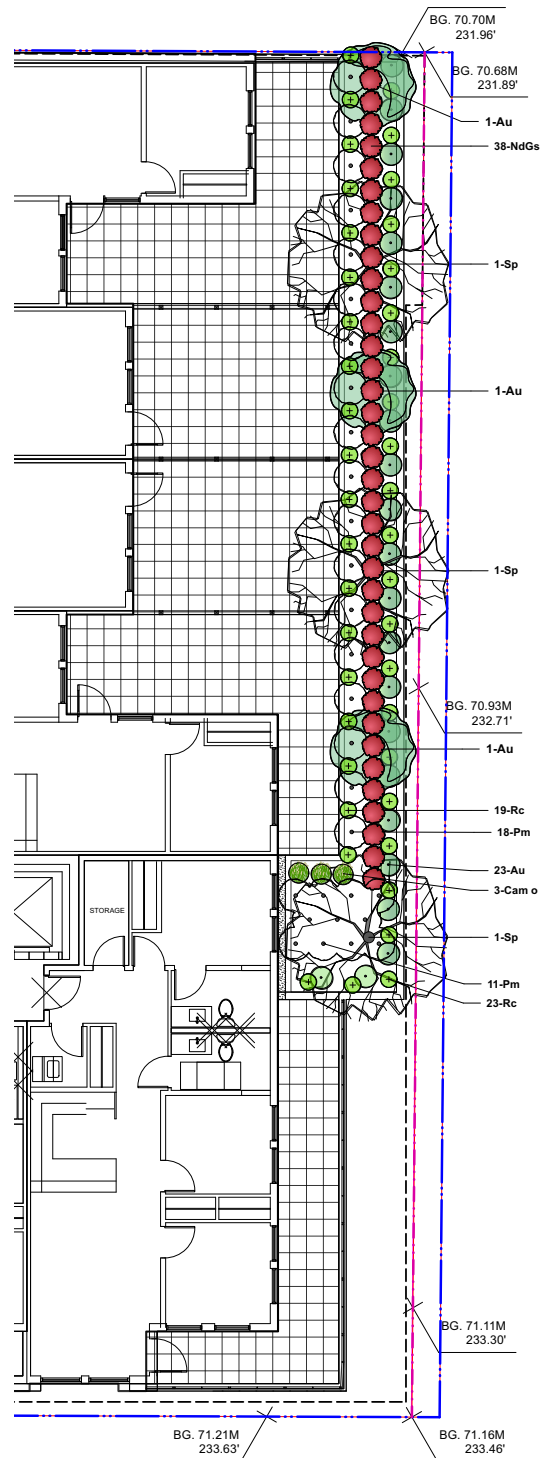 BG. 70.70M
231.96'
BG. 70.68M
231.89'
1-Au
38-NdGs
1-Sp
1-Au
1-Sp
BG. 70.93M
232.71'
1-Au
19-Rc
18-Pm
23-Au
3-Cam o
STORAGE
1-Sp
11-Pm
23-Rc
BG. 71.11M
233.30'
BG. 71.21M
233.63'
BG. 71.16M
233.46'